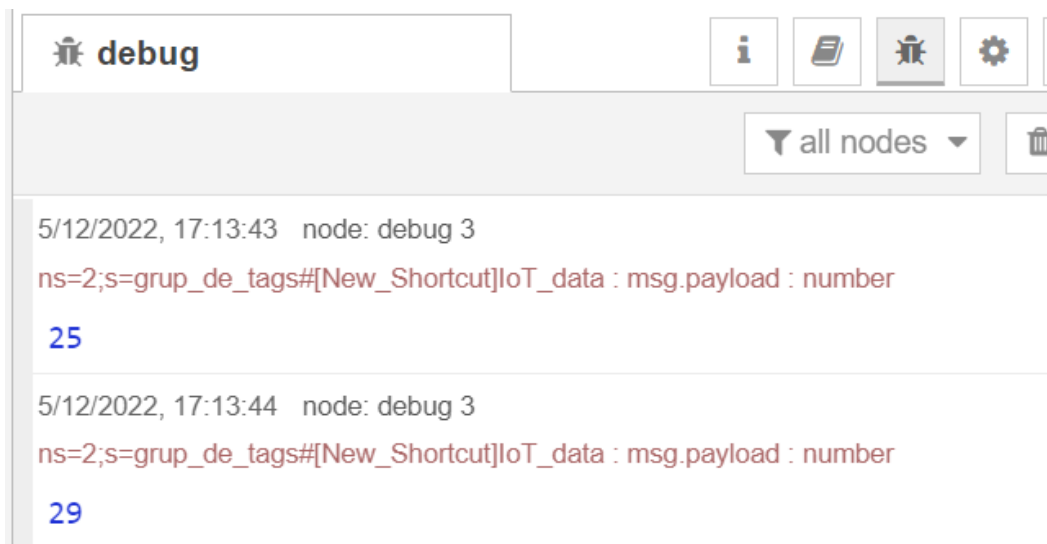 debug
i
all nodes
5/12/2022, 17:13:43 node: debug 3
ns=2;s=grup_de_tags#[New_Shortcut]IoT_data : msg.payload : number
25
5/12/2022, 17:13:44 node: debug 3
ns=2;s=grup_de_tags#[New_Shortcut]IoT_data : msg.payload : number
29